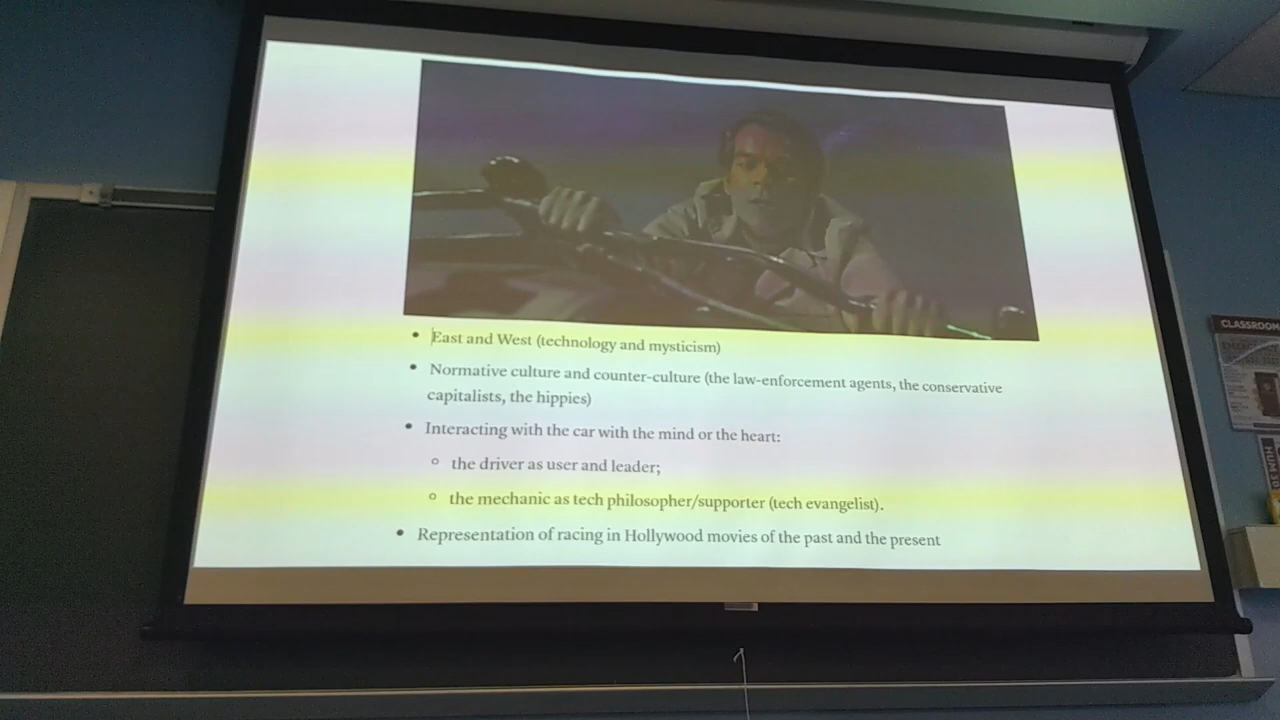 East and West (technology and mysticism)
Normative culture and counter-culture (the law-enforcement agents, the conservative
capitalists, the hippies)
Interacting with the car with the mind or the heart:
the driver as user and leader;
the mechanic as tech philosopher/supporter (tech evangelist).
Representation of racing in Hollywood movies of the past and the present
CLASSROOM